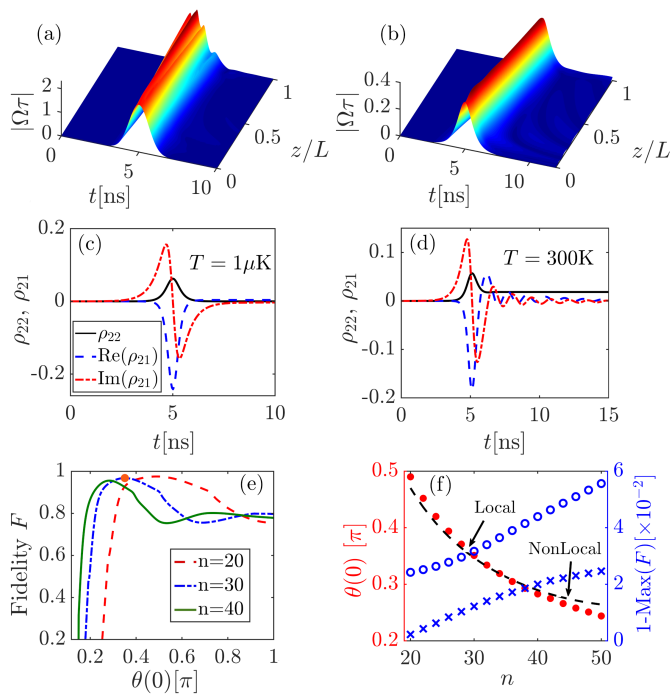 (a)
|Ωτ|
2
1
0
0
5
10
t[ns]
0
0.5
1
z/L
(b)
|Ωτ|
0.4
0.2
0
0
5
10
t[ns]
0
0.5
1
z/L
(c)
T = 1μK
ρ22, ρ21
0.2
0
-0.2
ρ22
Re(ρ21)
Im(ρ21)
0
5
10
t[ns]
(d)
T = 300K
ρ22, ρ21
0.1
0
-0.1
-0.2
0
5
10
15
t[ns]
(e)
Fidelity F
1
0.8
0.6
0.4
0.2
n=20
n=30
n=40
0.2
0.4
0.6
0.8
1
θ(0)[π]
(f)
θ(0) [π]
0.5
0.4
0.3
0.2
Local
NonLocal
6
4
2
0
1-Max(F)[×10⁻²]
20
30
40
50
n